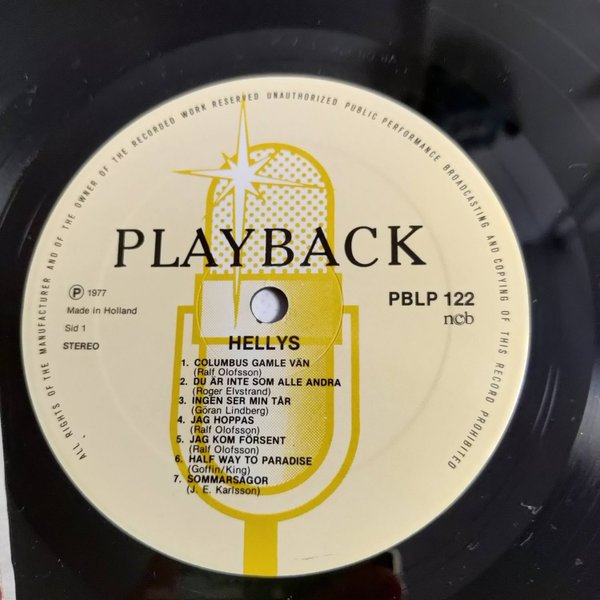 ALL RIGHTS OF THE MANUFACTURER AND OF THE OWNER OF THE RECORDED WORK RESERVED UNAUTHORIZED PUBLIC PERFORMANCE BROADCASTING AND COPYING OF THIS RECORD PROHIBITED
PLAYBACK
Ⓟ 1977
Made in Holland
Sid 1
STEREO
PBLP 122
ncb
HELLYS
1. COLUMBUS GAMLE VÄN
(Ralf Olofsson)
2. DU ÄR INTE SOM ALLE ANDRA
(Roger Elvstrand)
3. INGEN SER MIN TÅR
(Göran Lindberg)
4. JAG HOPPAS
(Ralf Olofsson)
5. JAG KOM FÖRSENT
(Ralf Olofsson)
6. HALF WAY TO PARADISE
(Goffin/King)
7. SOMMARSAGOR
(J. E. Karlsson)